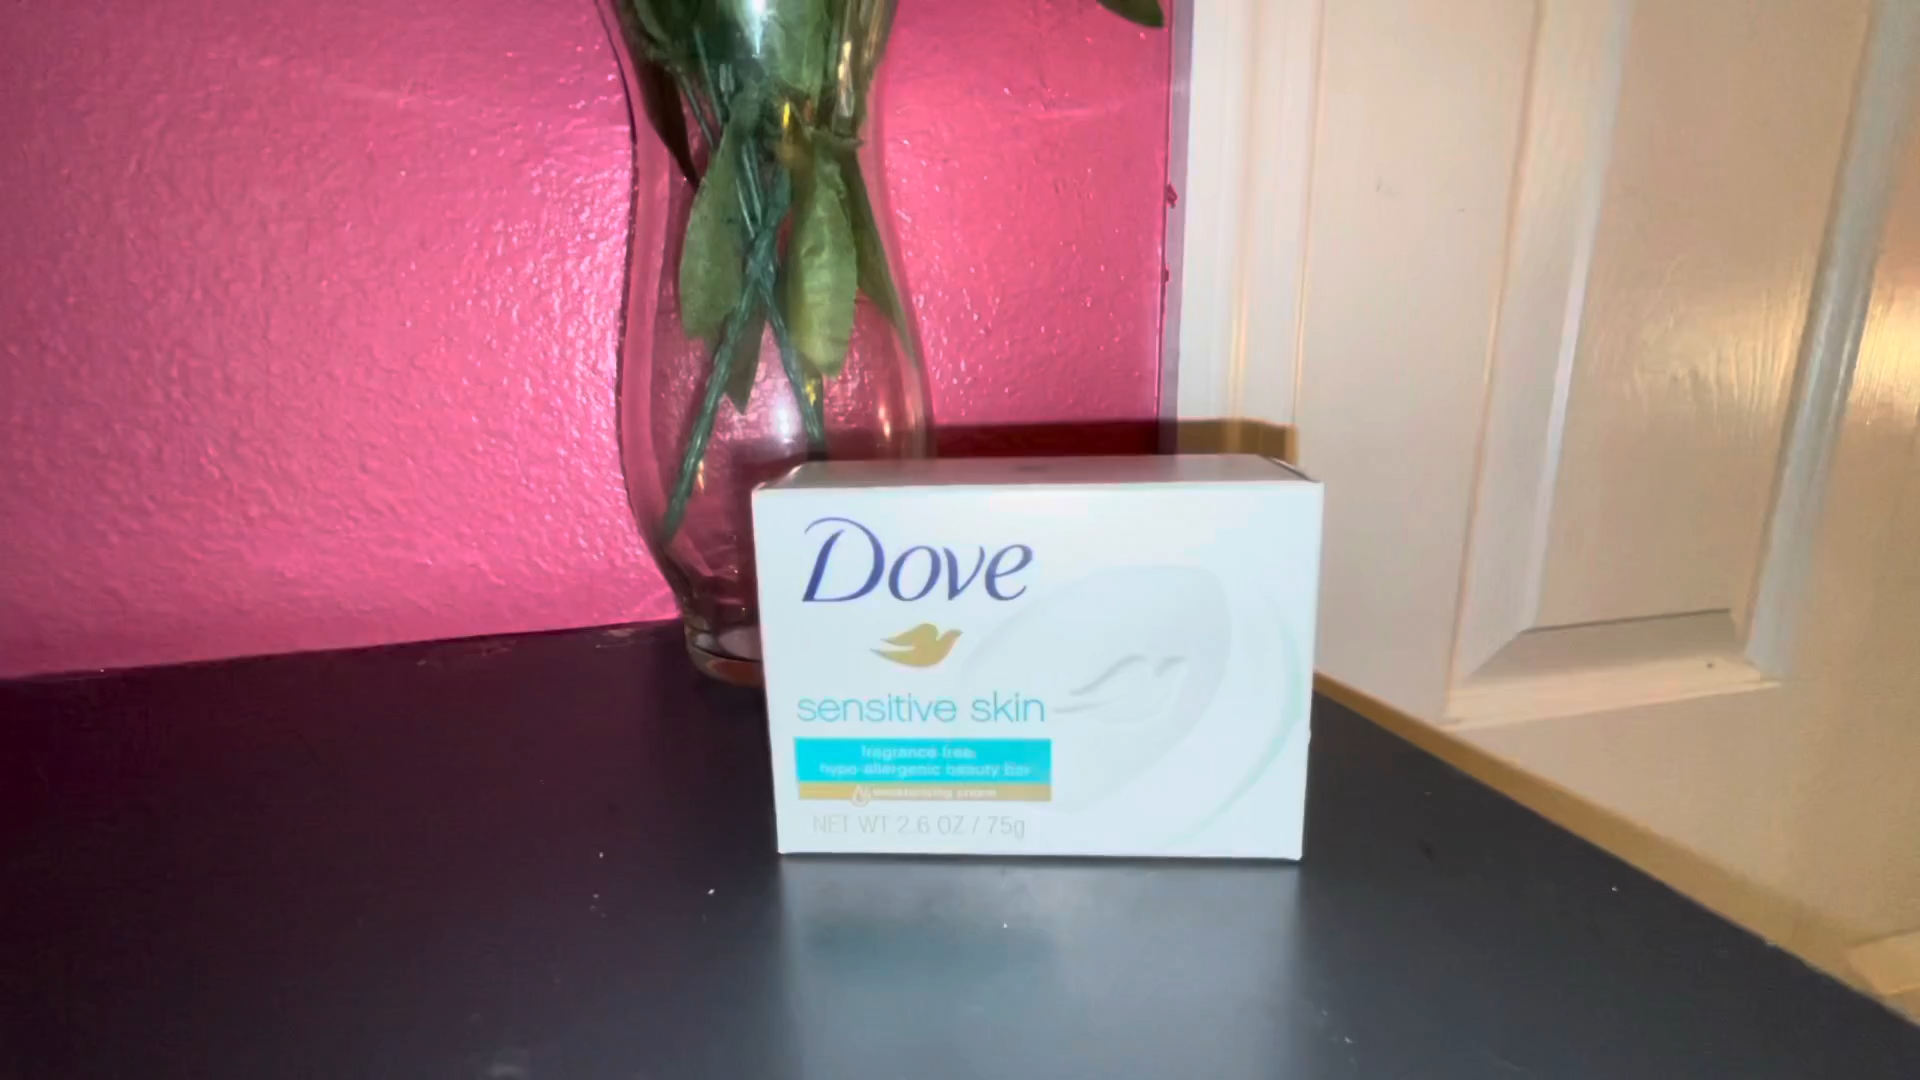 Dove
sensitive skin
fragrance free
hypo-allergenic beauty bar
moisturizing cream
NET WT 2.6 OZ / 75g